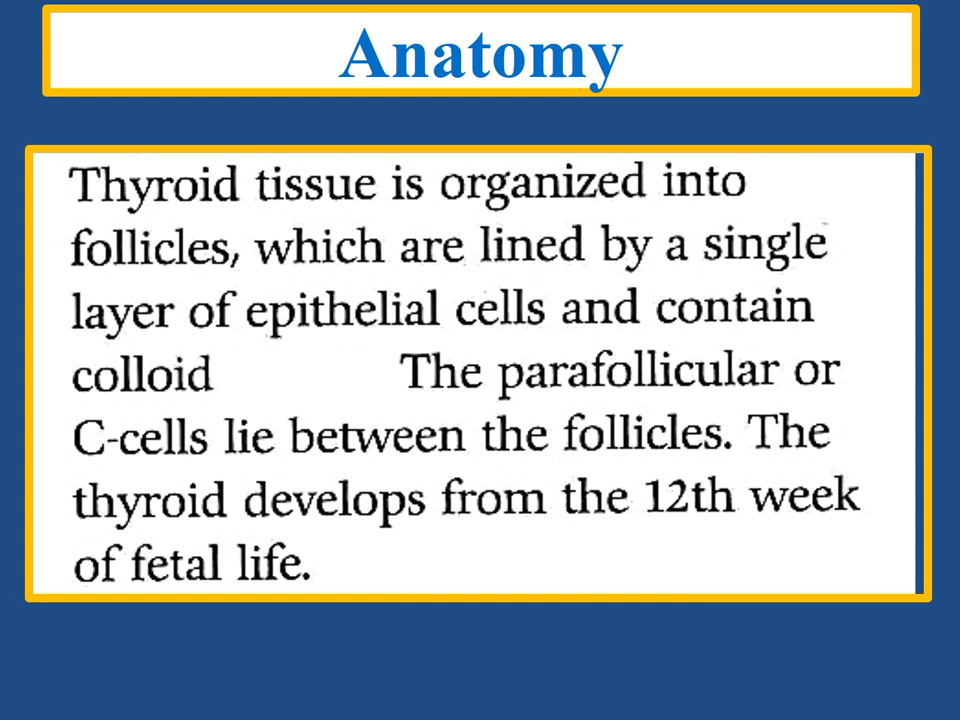 Anatomy
Thyroid tissue is organized into
follicles, which are lined by a single
layer of epithelial cells and contain
colloid The parafollicular or
C-cells lie between the follicles. The
thyroid develops from the 12th week
of fetal life.